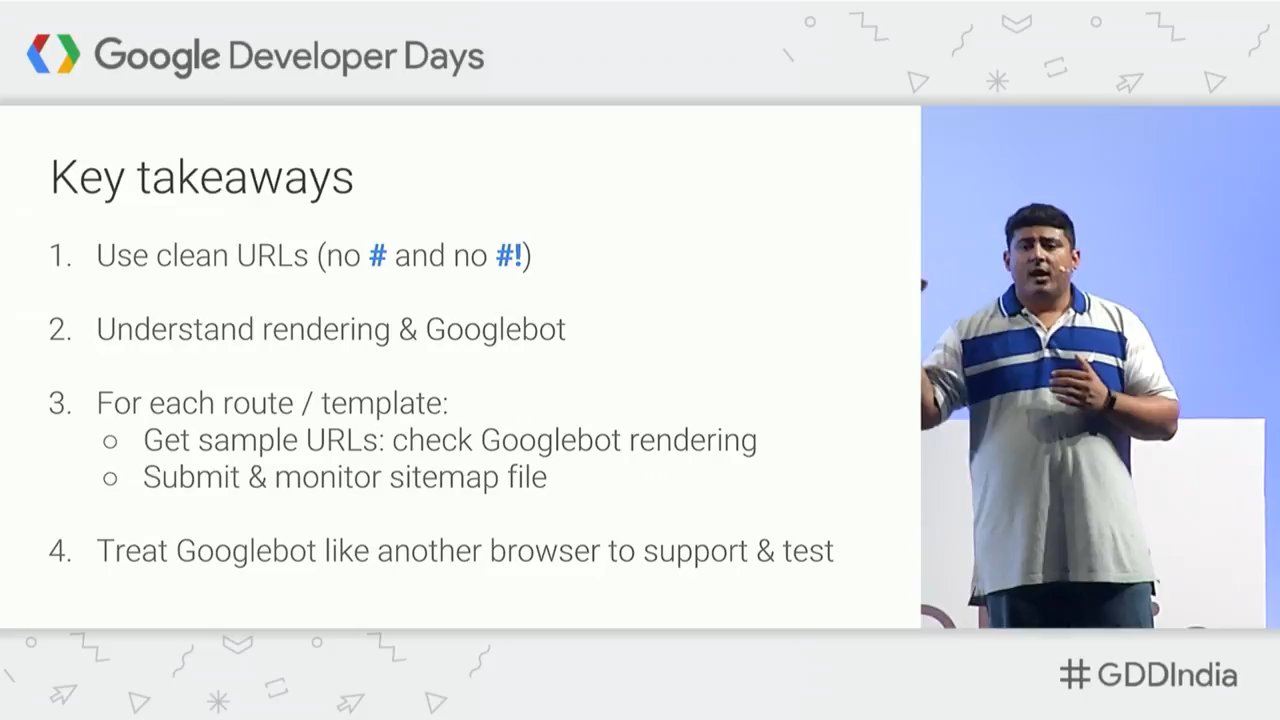 Google Developer Days
Key takeaways
1. Use clean URLs (no # and no #!)
2. Understand rendering & Googlebot
3. For each route / template:
○ Get sample URLs: check Googlebot rendering
○ Submit & monitor sitemap file
4. Treat Googlebot like another browser to support & test
#GDDIndia